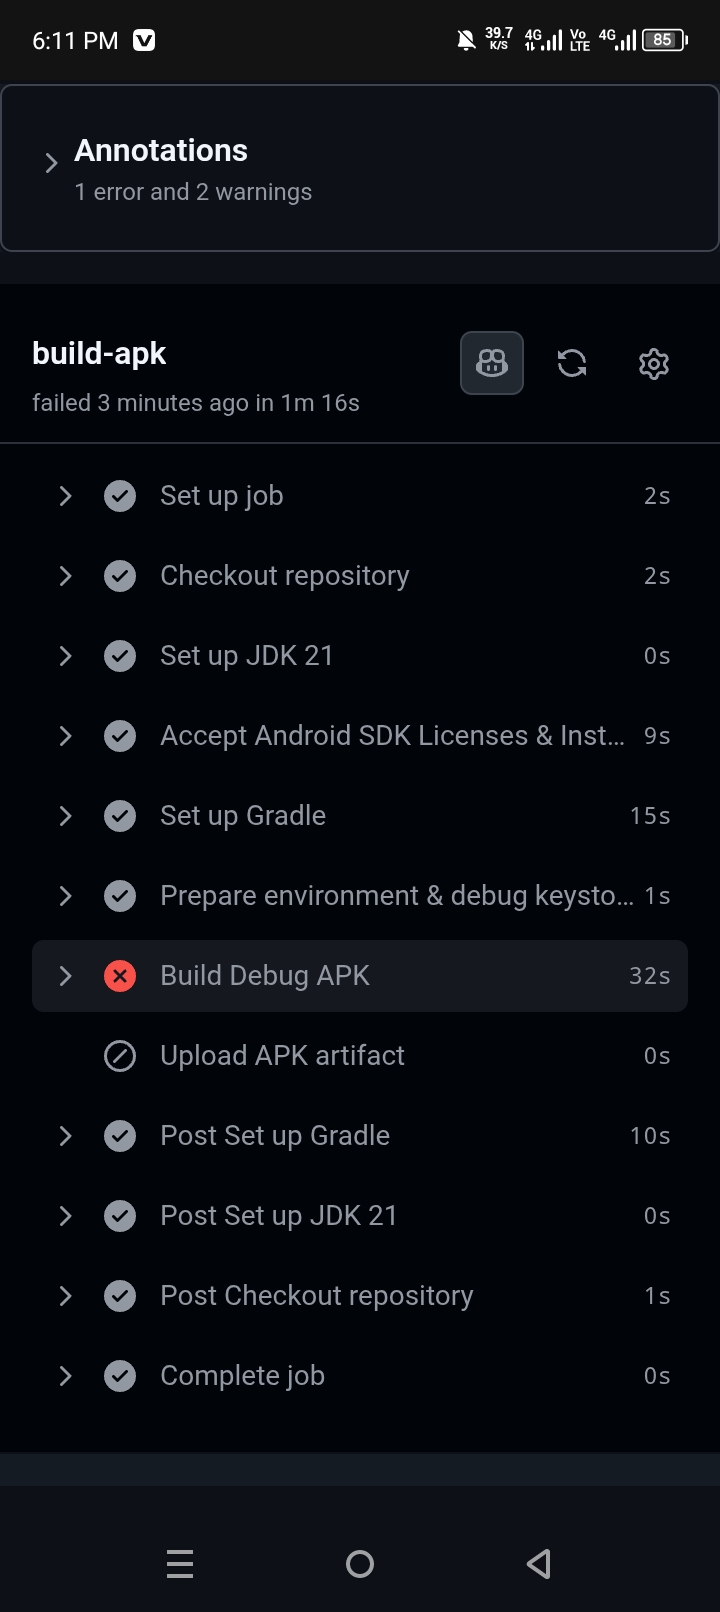 6:11 PM
39.7
K/S
4G
Vo
LTE
4G
85
Annotations
1 error and 2 warnings
build-apk
failed 3 minutes ago in 1m 16s
Set up job 2s
Checkout repository 2s
Set up JDK 21 0s
Accept Android SDK Licenses & Inst... 9s
Set up Gradle 15s
Prepare environment & debug keysto... 1s
Build Debug APK 32s
Upload APK artifact 0s
Post Set up Gradle 10s
Post Set up JDK 21 0s
Post Checkout repository 1s
Complete job 0s